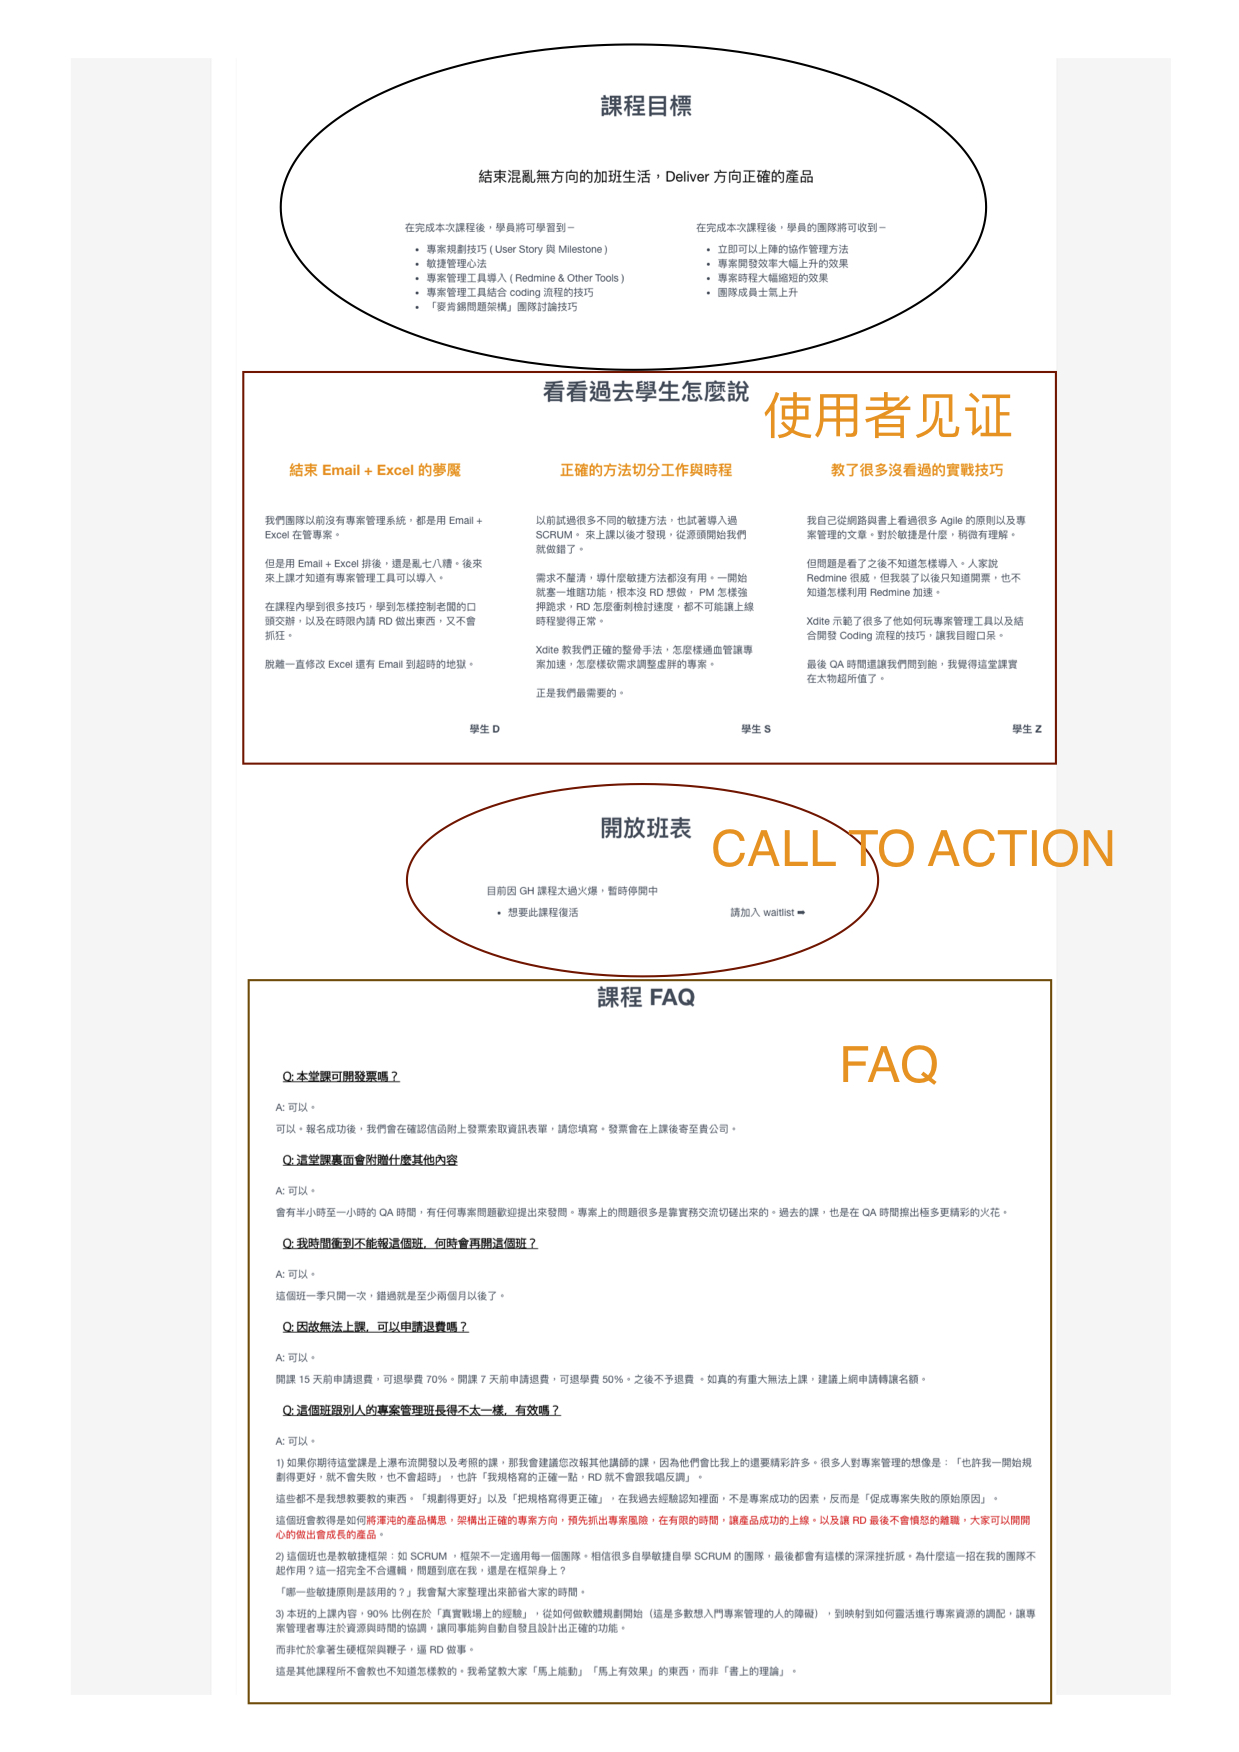 課程目標
結束混亂無方向的加班生活，Deliver 方向正確的產品
在完成本次課程後，學員將可學習到－
• 專案規劃技巧 ( User Story 與 Milestone )
• 敏捷管理心法
• 專案管理工具導入 ( Redmine & Other Tools )
• 專案管理工具結合 coding 流程的技巧
• 「麥肯錫問題架構」團隊討論技巧
在完成本次課程後，學員的團隊將可收到－
• 立即可以上陣的協作管理方法
• 專案開發效率大幅上升的效果
• 專案時程大幅縮短的效果
• 團隊成員士氣上升
看看過去學生怎麼說
使用者见证
結束 Email + Excel 的夢魘
我們團隊以前沒有專案管理系統，都是用 Email +
Excel 在管專案。
但是用 Email + Excel 排後，還是亂七八糟。後來
來上課才知道有專案管理工具可以導入。
在課程內學到很多技巧，學到怎樣控制老闆的口
頭交辦，以及在時限內請 RD 做出東西，又不會
抓狂。
脫離一直修改 Excel 還有 Email 到超時的地獄。
學生 D
正確的方法切分工作與時程
以前試過很多不同的敏捷方法，也試著導入過
SCRUM。來上課以後才發現，從源頭開始我們
就做錯了。
需求不釐清，導什麼敏捷方法都沒有用。一開始
就塞一堆瞎功能，根本沒 RD 想做， PM 怎樣強
押跪求，RD 怎麼衝刺檢討速度，都不可能讓上線
時程變得正常。
Xdite 教我們正確的整骨手法，怎麼樣通血管讓專
案加速，怎麼樣砍需求調整虛胖的專案。
正是我們最需要的。
學生 S
教了很多沒看過的實戰技巧
我自己從網路與書上看過很多 Agile 的原則以及專
案管理的文章。對於敏捷是什麼，稍微有理解。
但問題是看了之後不知道怎樣導入。人家說
Redmine 很威，但我裝了以後只知道開票，也不
知道怎樣利用 Redmine 加速。
Xdite 示範了很多了他如何玩專案管理工具以及結
合開發 Coding 流程的技巧，讓我目瞪口呆。
最後 QA 時間還讓我們問到飽，我覺得這堂課實
在太物超所值了。
學生 Z
開放班表
CALL TO ACTION
目前因 GH 課程太過火爆，暫時停開中
• 想要此課程復活
請加入 waitlist ➡
課程 FAQ
FAQ
Q: 本堂課可開發票嗎？
A: 可以。
可以。報名成功後，我們會在確認信函附上發票索取資訊表單，請您填寫。發票會在上課後寄至貴公司。
Q: 這堂課裏面會附贈什麼其他內容
A: 可以。
會有半小時至一小時的 QA 時間，有任何專案問題歡迎提出來發問。專案上的問題很多是靠實務交流切磋出來的。過去的課，也是在 QA 時間擦出極多更精彩的火花。
Q: 我時間衝到不能報這個班，何時會再開這個班？
A: 可以。
這個班一季只開一次，錯過就是至少兩個月以後了。
Q: 因故無法上課，可以申請退費嗎？
A: 可以。
開課 15 天前申請退費，可退學費 70%。開課 7 天前申請退費，可退學費 50%。之後不予退費 。如真的有重大無法上課，建議上網申請轉讓名額。
Q: 這個班跟別人的專案管理班長得不太一樣，有效嗎？
A: 可以。
1) 如果你期待這堂課是上瀑布流開發以及考照的課，那我會建議您改報其他講師的課，因為他們會比我上的還要精彩許多。很多人對專案管理的想像是：「也許我一開始規
劃得更好，就不會失敗，也不會超時」，也許「我規格寫的正確一點，RD 就不會跟我唱反調」。
這些都不是我想教要教的東西。「規劃得更好」以及「把規格寫得更正確」，在我過去經驗認知裡面，不是專案成功的因素，反而是「促成專案失敗的原始原因」。
這個班會教得是如何將渾沌的產品構思，架構出正確的專案方向，預先抓出專案風險，在有限的時間，讓產品成功的上線。以及讓 RD 最後不會憤怒的離職，大家可以開開
心的做出會成長的產品。
2) 這個班也是教敏捷框架：如 SCRUM ，框架不一定適用每一個團隊。相信很多自學敏捷自學 SCRUM 的團隊，最後都會有這樣的深深挫折感。為什麼這一招在我的團隊不
起作用？這一招完全不合邏輯，問題到底在我，還是在框架身上？
「哪一些敏捷原則是該用的？」我會幫大家整理出來節省大家的時間。
3) 本班的上課內容，90% 比例在於「真實戰場上的經驗」，從如何做軟體規劃開始（這是多數想入門專案管理的人的障礙），到映射到如何靈活進行專案資源的調配，讓專
案管理者專注於資源與時間的協調，讓同事能夠自動自發且設計出正確的功能。
而非忙於拿著生硬框架與鞭子，逼 RD 做事。
這是其他課程所不會教也不知道怎樣教的。我希望教大家「馬上能動」「馬上有效果」的東西，而非「書上的理論」。